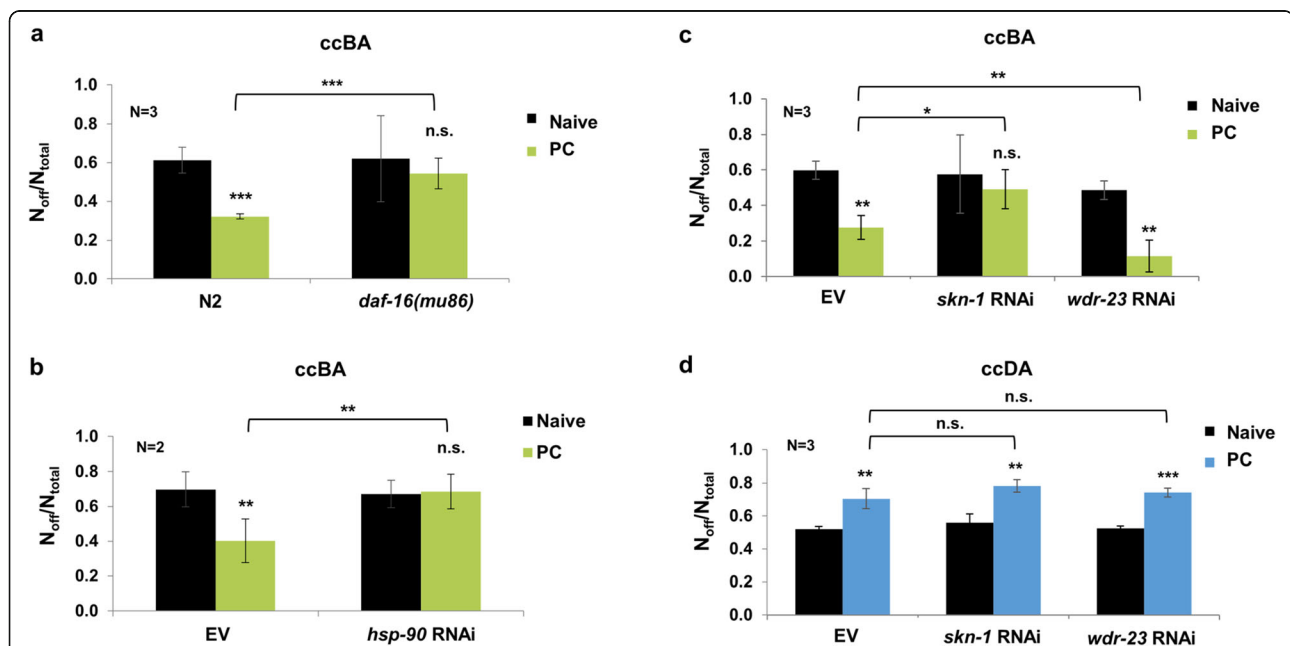 a
ccBA
***
1.0
N=3
Naive
n.s.
PC
0.8
0.6
0.4
0.2
0.0
***
Noff/Ntotal
N2
daf-16(mu86)
b
ccBA
**
Naive
1.0
N=2
n.s.
PC
0.8
0.6
0.4
0.2
0.0
**
Noff/Ntotal
EV
hsp-90 RNAi
c
ccBA
**
1.0
N=3
*
Naive
n.s.
PC
0.8
0.6
0.4
0.2
0.0
**
**
Noff/Ntotal
EV
skn-1 RNAi
wdr-23 RNAi
d
ccDA
n.s.
n.s.
1.0
N=3
Naive
**
**
***
PC
0.8
0.6
0.4
0.2
0.0
Noff/Ntotal
EV
skn-1 RNAi
wdr-23 RNAi